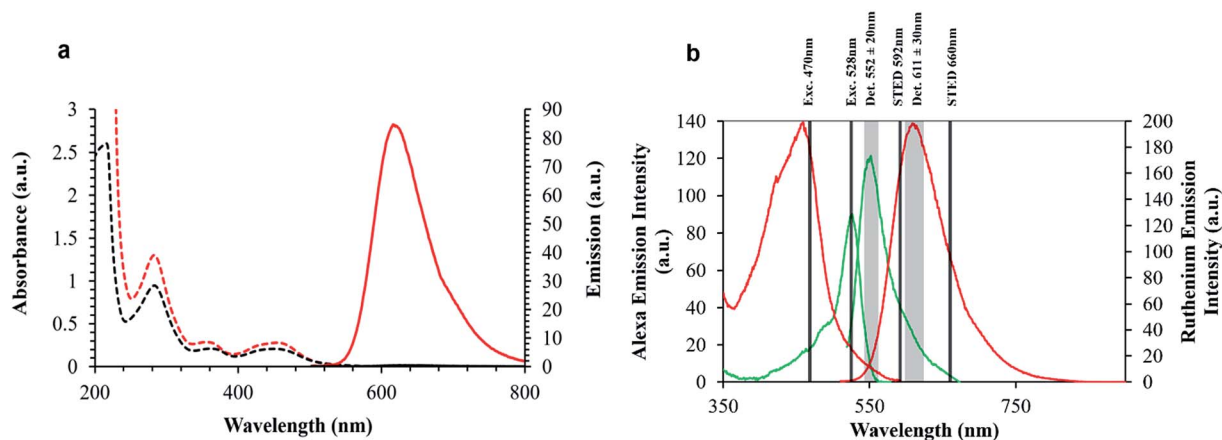 a
3
2.5
2
1.5
1
0.5
0
Absorbance (a.u.)
90
80
70
60
50
40
30
20
10
0
Emission (a.u.)
200
400
600
800
Wavelength (nm)
b
Exc. 470nm
Exc. 528nm
Det. 552 ± 20nm
STED 592nm
Det. 611 ± 30nm
STED 660nm
140
120
100
80
60
40
20
0
Alexa Emission Intensity
(a.u.)
200
180
160
140
120
100
80
60
40
20
0
Ruthenium Emission
Intensity (a.u.)
350
550
750
Wavelength (nm)